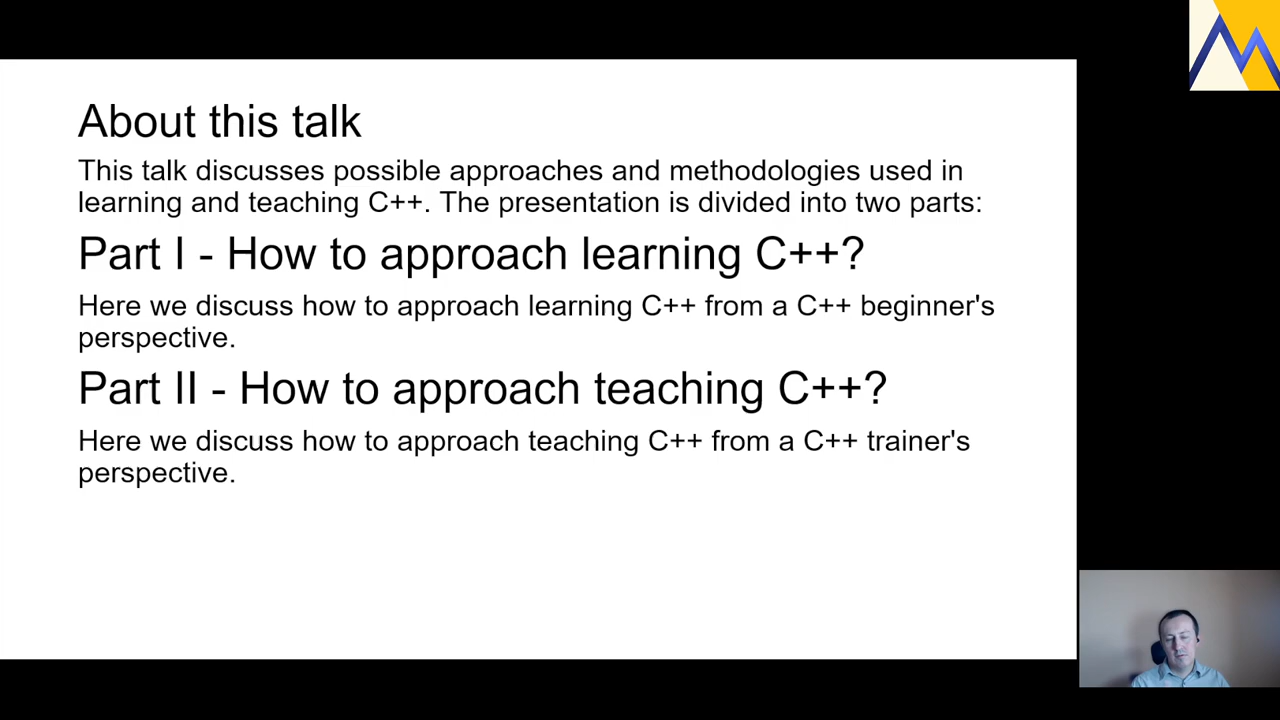 About this talk
This talk discusses possible approaches and methodologies used in
learning and teaching C++. The presentation is divided into two parts:
Part I - How to approach learning C++?
Here we discuss how to approach learning C++ from a C++ beginner's
perspective.
Part II - How to approach teaching C++?
Here we discuss how to approach teaching C++ from a C++ trainer's
perspective.